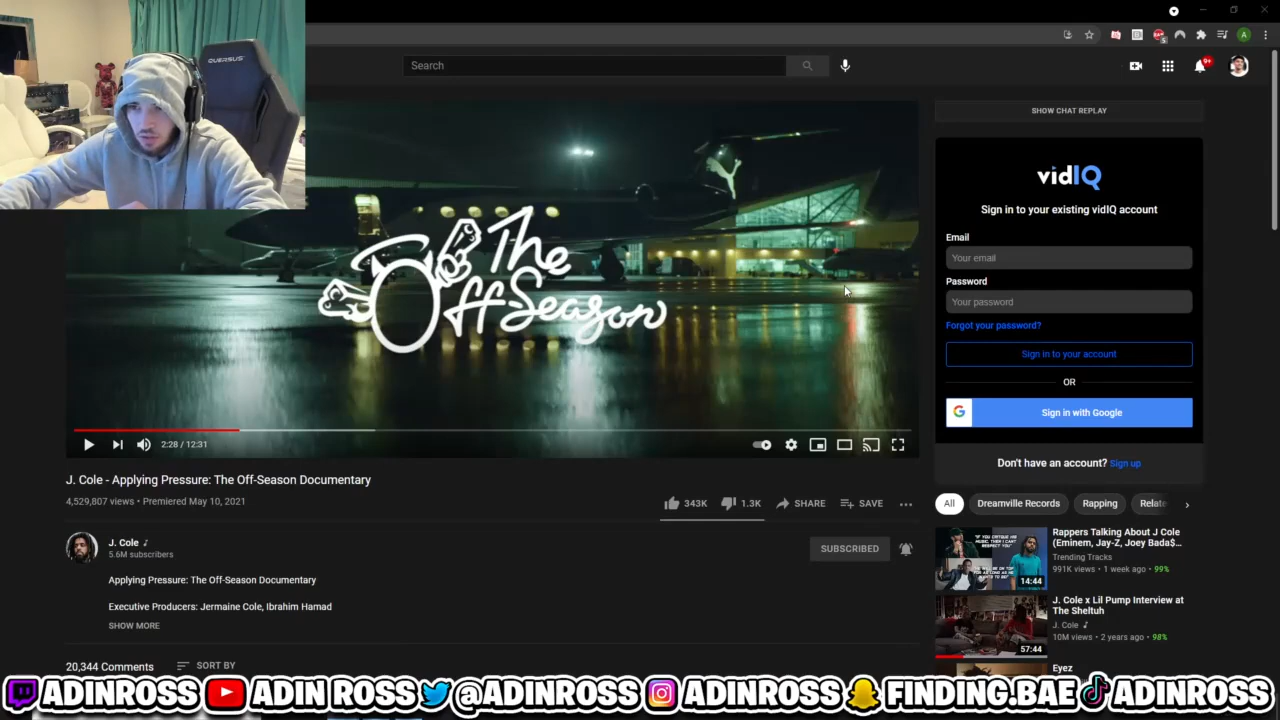 QUERSUS
Search
9+
A
SHOW CHAT REPLAY
The
Off Season
vidIQ
Sign in to your existing vidIQ account
Email
Your email
Password
Your password
Forgot your password?
Sign in to your account
OR
Sign in with Google
Don't have an account? Sign up
2:28 / 12:31
J. Cole - Applying Pressure: The Off-Season Documentary
4,529,807 views • Premiered May 10, 2021
343K
1.3K
SHARE
SAVE
J. Cole
5.6M subscribers
SUBSCRIBED
Applying Pressure: The Off-Season Documentary
Executive Producers: Jermaine Cole, Ibrahim Hamad
SHOW MORE
20,344 Comments
SORT BY
All
Dreamville Records
Rapping
Relate
Rappers Talking About J Cole
(Eminem, Jay-Z, Joey Bada$...
Trending Tracks
991K views • 1 week ago • 99%
14:44
J. Cole x Lil Pump Interview at
The Sheltuh
J. Cole
10M views • 2 years ago • 98%
57:44
Eyez
ADINROSS ADIN ROSS @ADINROSS ADINROSS FINDING.BAE ADINROSS